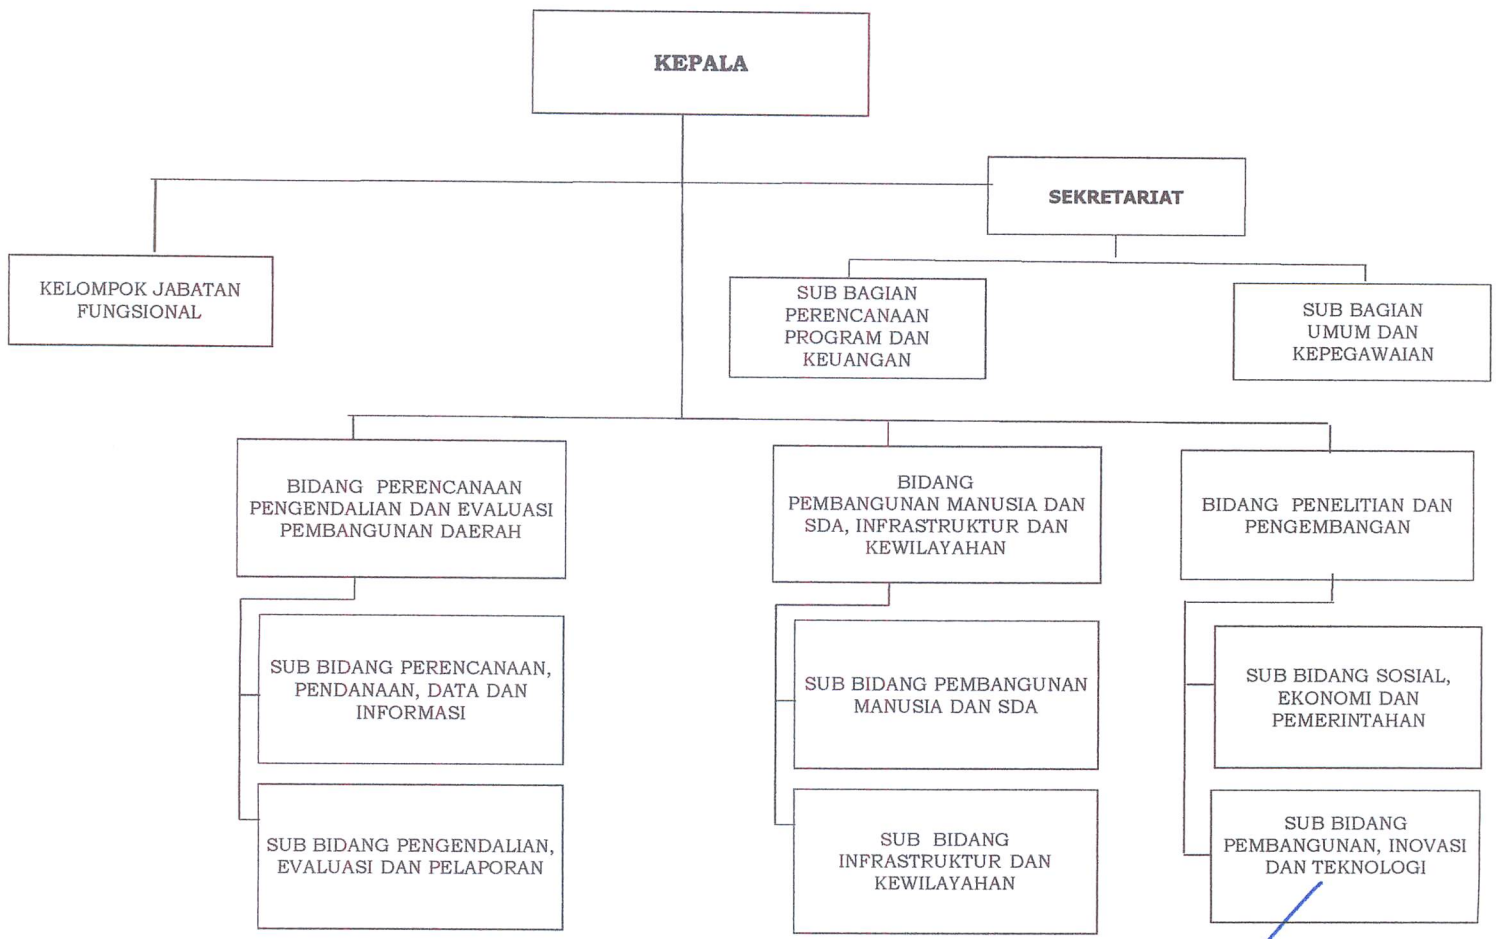 KEPALA
SEKRETARIAT
KELOMPOK JABATAN
FUNGSIONAL
SUB BAGIAN
PERENCANAAN
PROGRAM DAN
KEUANGAN
SUB BAGIAN
UMUM DAN
KEPEGAWAIAN
BIDANG PERENCANAAN
PENGENDALIAN DAN EVALUASI
PEMBANGUNAN DAERAH
BIDANG
PEMBANGUNAN MANUSIA DAN
SDA, INFRASTRUKTUR DAN
KEWILAYAHAN
BIDANG PENELITIAN DAN
PENGEMBANGAN
SUB BIDANG PERENCANAAN,
PENDANAAN, DATA DAN
INFORMASI
SUB BIDANG PEMBANGUNAN
MANUSIA DAN SDA
SUB BIDANG SOSIAL,
EKONOMI DAN
PEMERINTAHAN
SUB BIDANG PENGENDALIAN,
EVALUASI DAN PELAPORAN
SUB BIDANG
INFRASTRUKTUR DAN
KEWILAYAHAN
SUB BIDANG
PEMBANGUNAN, INOVASI
DAN TEKNOLOGI